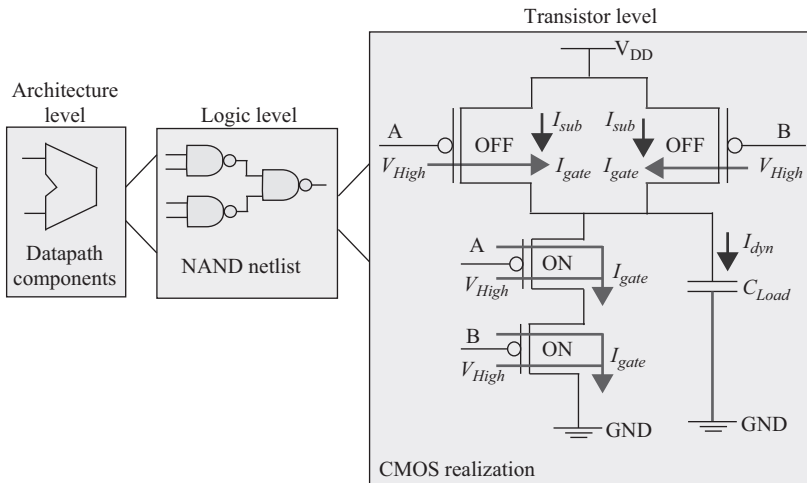 Architecture
level
Datapath
components
Logic level
NAND netlist
Transistor level
V_DD
A
V_High
OFF
I_sub
I_gate
I_sub
I_gate
OFF
B
V_High
A
V_High
ON
I_gate
I_dyn
C_Load
B
V_High
ON
I_gate
GND
GND
CMOS realization